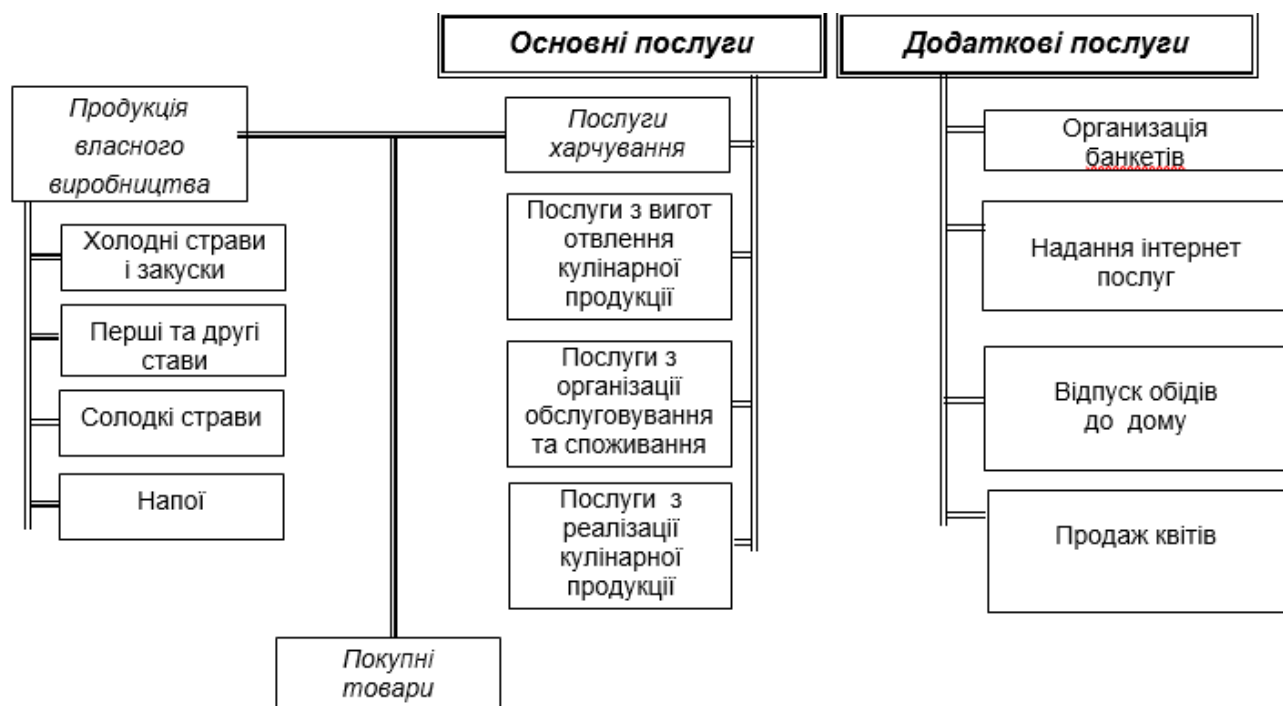 Основні послуги
Додаткові послуги
Продукція
власного
виробництва
Холодні страви
і закуски
Перші та другі
стави
Солодкі страви
Напої
Послуги
харчування
Послуги з вигот
отвлення
кулінарної
продукції
Послуги з
організації
обслуговування
та споживання
Послуги з
реалізації
кулінарної
продукції
Покупні
товари
Организація
банкетів
Надання інтернет
послуг
Відпуск обідів
до дому
Продаж квітів